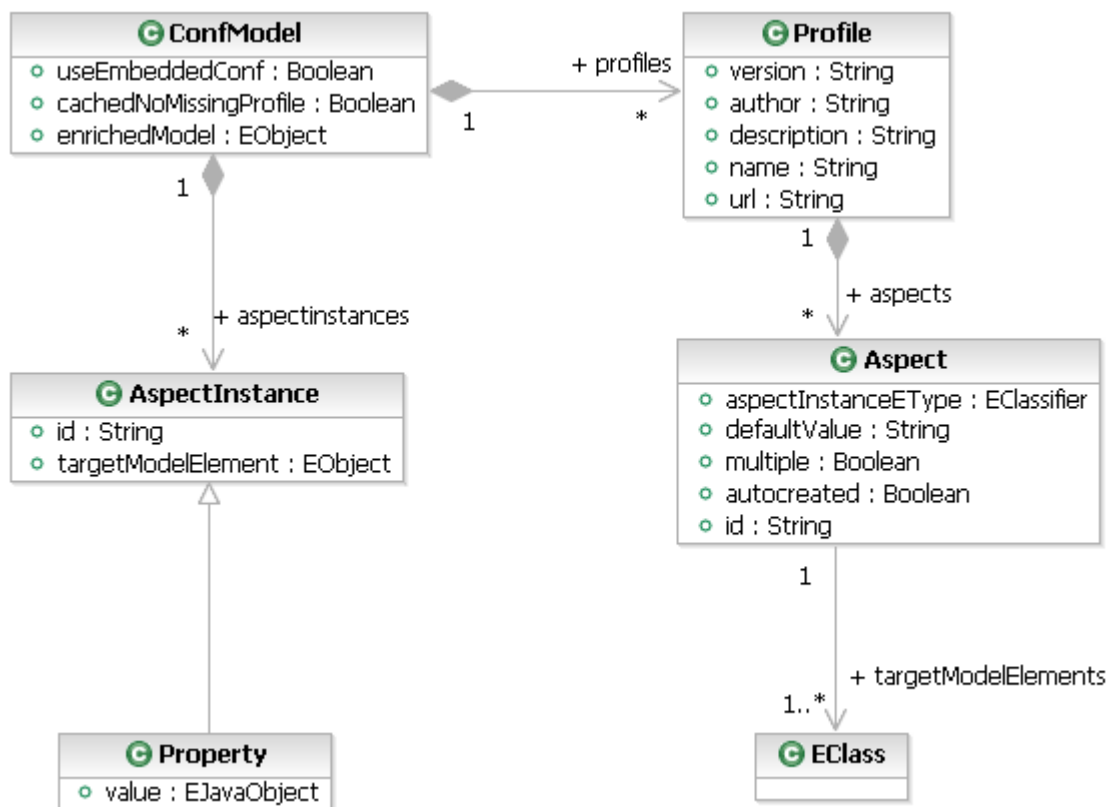 ConfModel
useEmbeddedConf : Boolean
cachedNoMissingProfile : Boolean
enrichedModel : EObject
1
+ profiles
*
Profile
version : String
author : String
description : String
name : String
url : String
1
+ aspectinstances
*
1
+ aspects
*
AspectInstance
id : String
targetModelElement : EObject
Aspect
aspectInstanceEType : EClassifier
defaultValue : String
multiple : Boolean
autocreated : Boolean
id : String
1
+ targetModelElements
1..*
Property
value : EJavaObject
EClass